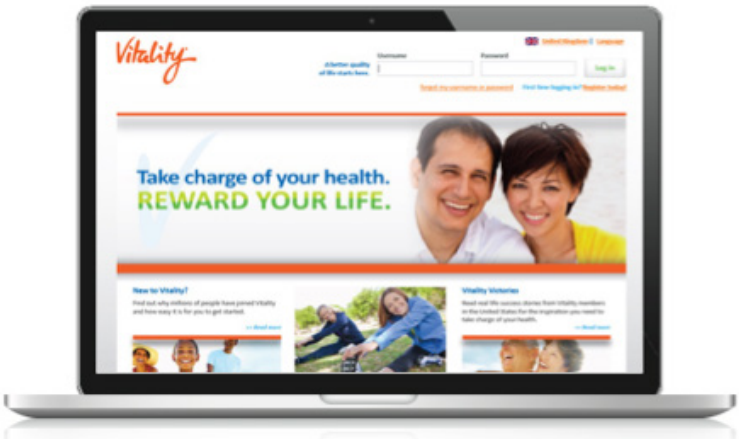 Vitality
United Kingdom | Language
A better quality
of life starts here.
Username
Password
Log in
Forgot my username or password
First time logging in? Register today!
Take charge of your health.
REWARD YOUR LIFE.
New to Vitality?
Find out why millions of people have joined Vitality
and how easy it is for you to get started.
>> Read more
Vitality Victories
Read real life success stories from Vitality members
in the United States for the inspiration you need to
take charge of your health.
>> Read more